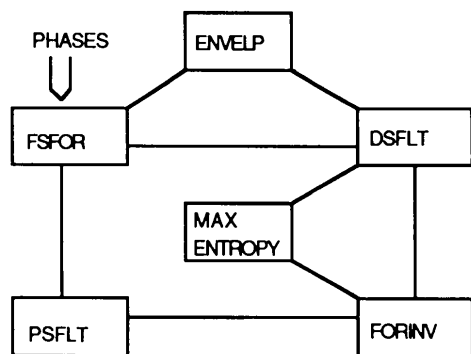 PHASES
ENVELP
FSFOR
DSFLT
MAX
ENTROPY
PSFLT
FORINV